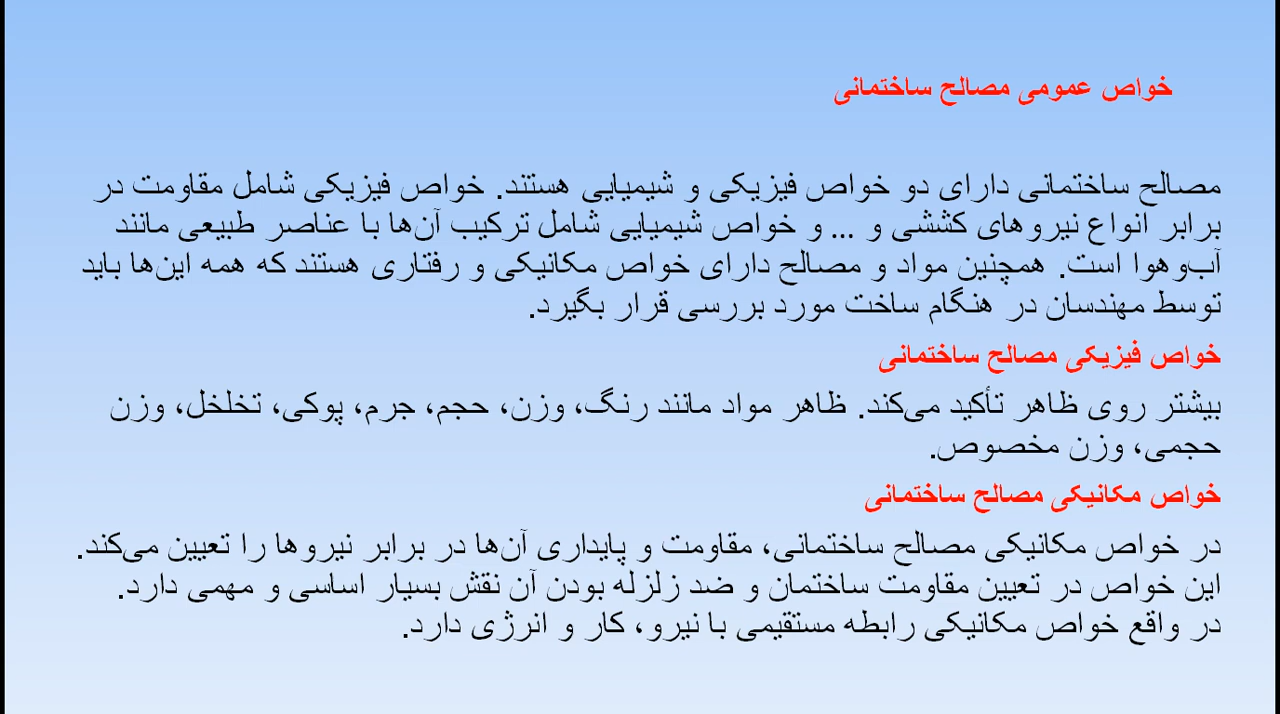 خواص عمومی مصالح ساختمانی
مصالح ساختمانی دارای دو خواص فیزیکی و شیمیایی هستند. خواص فیزیکی شامل مقاومت در
برابر انواع نیروهای کششی و ... و خواص شیمیایی شامل ترکیب آن‌ها با عناصر طبیعی مانند
آب‌وهوا است. همچنین مواد و مصالح دارای خواص مکانیکی و رفتاری هستند که همه این‌ها باید
توسط مهندسان در هنگام ساخت مورد بررسی قرار بگیرد.
خواص فیزیکی مصالح ساختمانی
بیشتر روی ظاهر تأکید می‌کند. ظاهر مواد مانند رنگ، وزن، حجم، جرم، پوکی، تخلخل، وزن
حجمی، وزن مخصوص.
خواص مکانیکی مصالح ساختمانی
در خواص مکانیکی مصالح ساختمانی، مقاومت و پایداری آن‌ها در برابر نیروها را تعیین می‌کند.
این خواص در تعیین مقاومت ساختمان و ضد زلزله بودن آن نقش بسیار اساسی و مهمی دارد.
در واقع خواص مکانیکی رابطه مستقیمی با نیرو، کار و انرژی دارد.